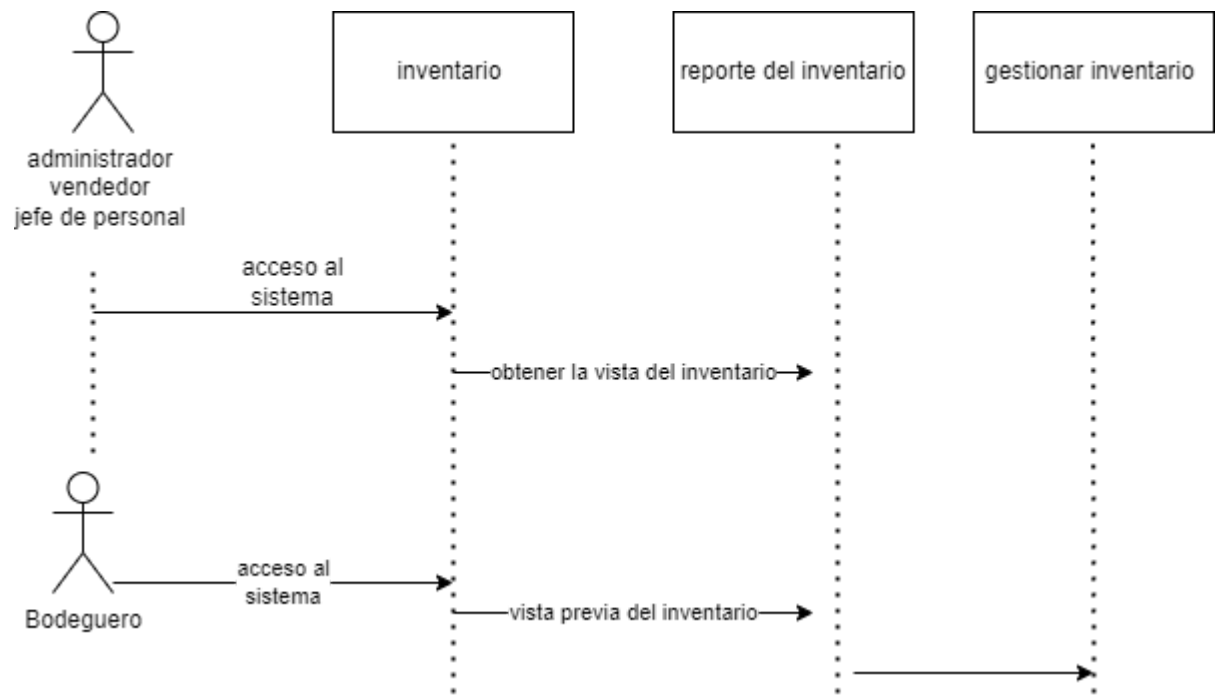 inventario
reporte del inventario
gestionar inventario
administrador
vendedor
jefe de personal
acceso al
sistema
obtener la vista del inventario
acceso al
sistema
Bodeguero
vista previa del inventario